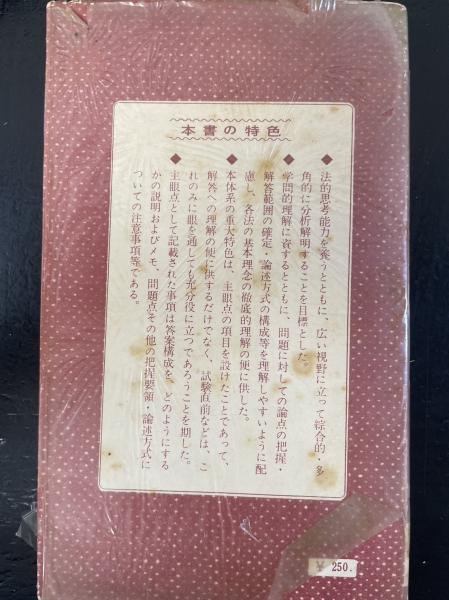 本書の特色
◆ 法的思考能力を養うとともに、広い視野に立って綜合的・多
角的に分析解明することを目標とした。
◆ 学問的理解に資するとともに、問題に対しての論点の把握・
解答範囲の確定・論述方式の構成等を理解しやすいように配
慮し、各法の基本理念の徹底的理解の便に供した。
◆ 本体系の重大特色は、主眼点の項目を設けたことであって、
解答への理解の便に供するだけでなく、試験直前などは、こ
れのみに眼を通しても充分役に立つであろうことを期した。
◆ 主眼点として記載された事項は答案構成を、どのようにする
かの説明およびメモ、問題点その他の把握要領・論述方式に
ついての注意事項等である。
¥ 250.